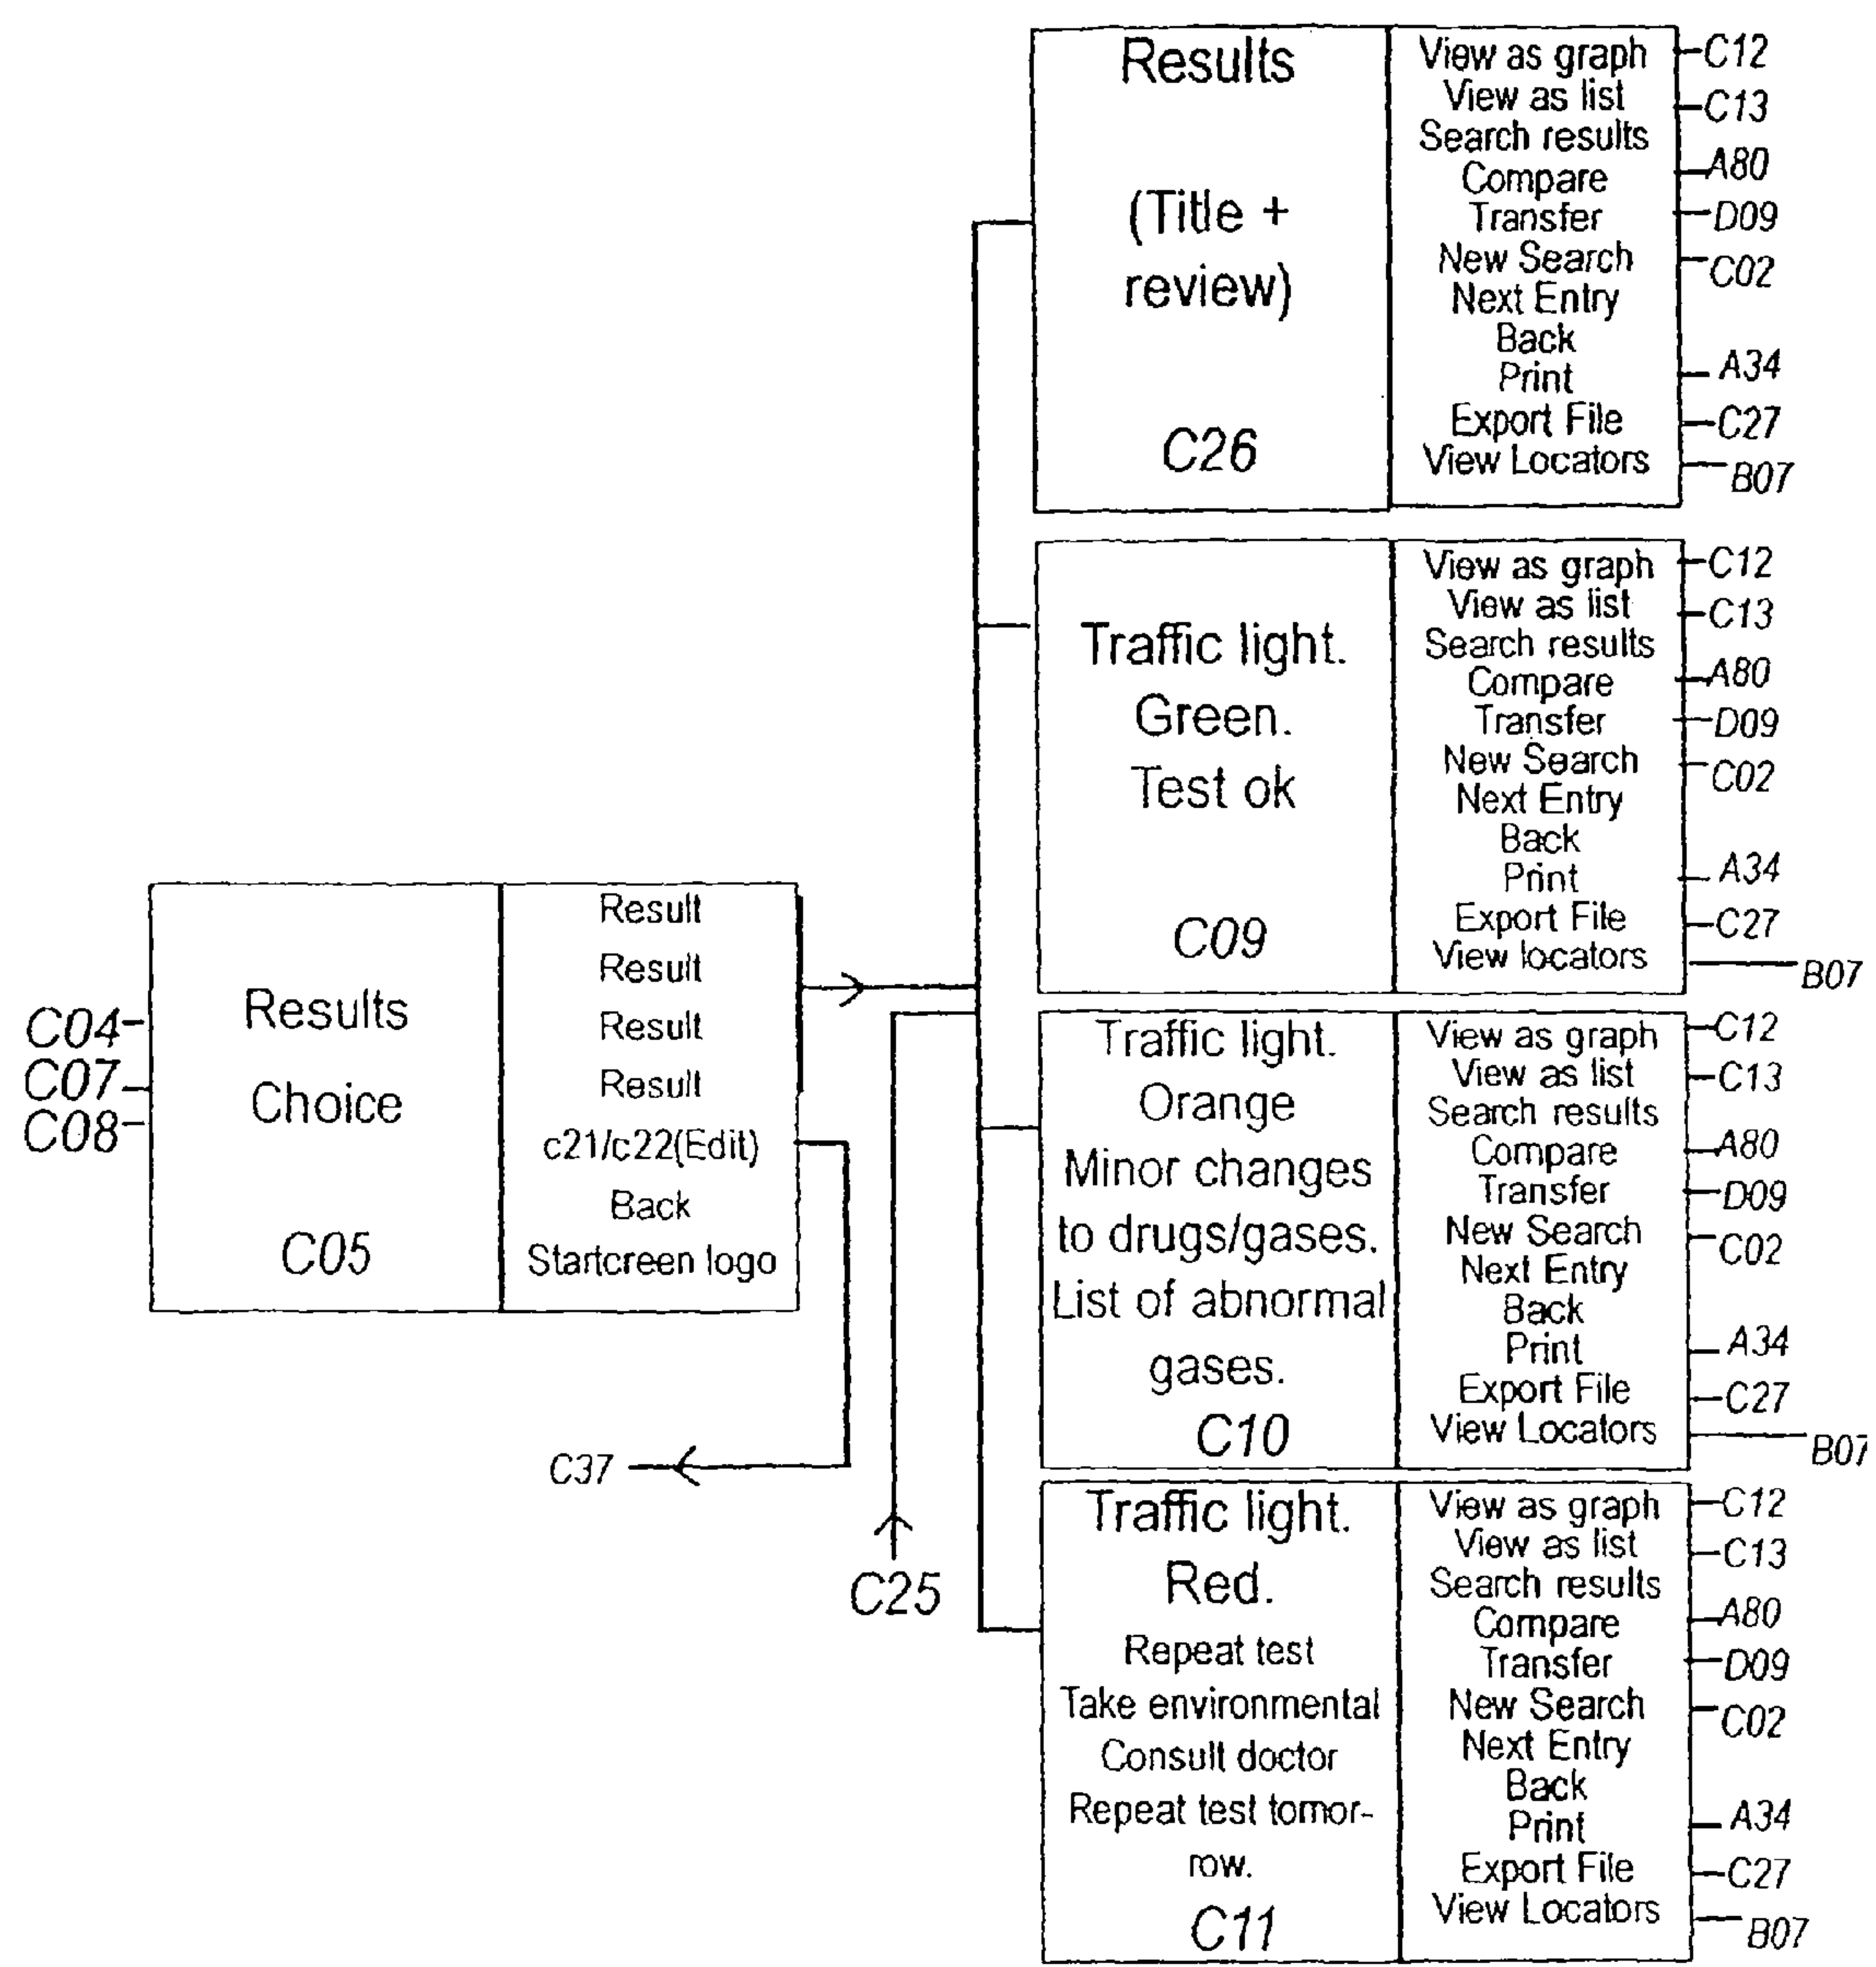 Results
(Title +
review)
C26
View as graph
View as list
Search results
Compare
Transfer
New Search
Next Entry
Back
Print
Export File
View Locators
C12
C13
A80
D09
C02
A34
C27
B07
Traffic light.
Green.
Test ok
C09
View as graph
View as list
Search results
Compare
Transfer
New Search
Next Entry
Back
Print
Export File
View locators
C12
C13
A80
D09
C02
A34
C27
B07
C04
C07
C08
Results
Choice
C05
Result
Result
Result
Result
c21/c22(Edit)
Back
Startcreen logo
C37
C25
Traffic light.
Orange
Minor changes
to drugs/gases.
List of abnormal
gases.
C10
View as graph
View as list
Search results
Compare
Transfer
New Search
Next Entry
Back
Print
Export File
View Locators
C12
C13
A80
D09
C02
A34
C27
B07
Traffic light.
Red.
Repeat test
Take environmental
Consult doctor
Repeat test tomor-
row.
C11
View as graph
View as list
Search results
Compare
Transfer
New Search
Next Entry
Back
Print
Export File
View Locators
C12
C13
A80
D09
C02
A34
C27
B07